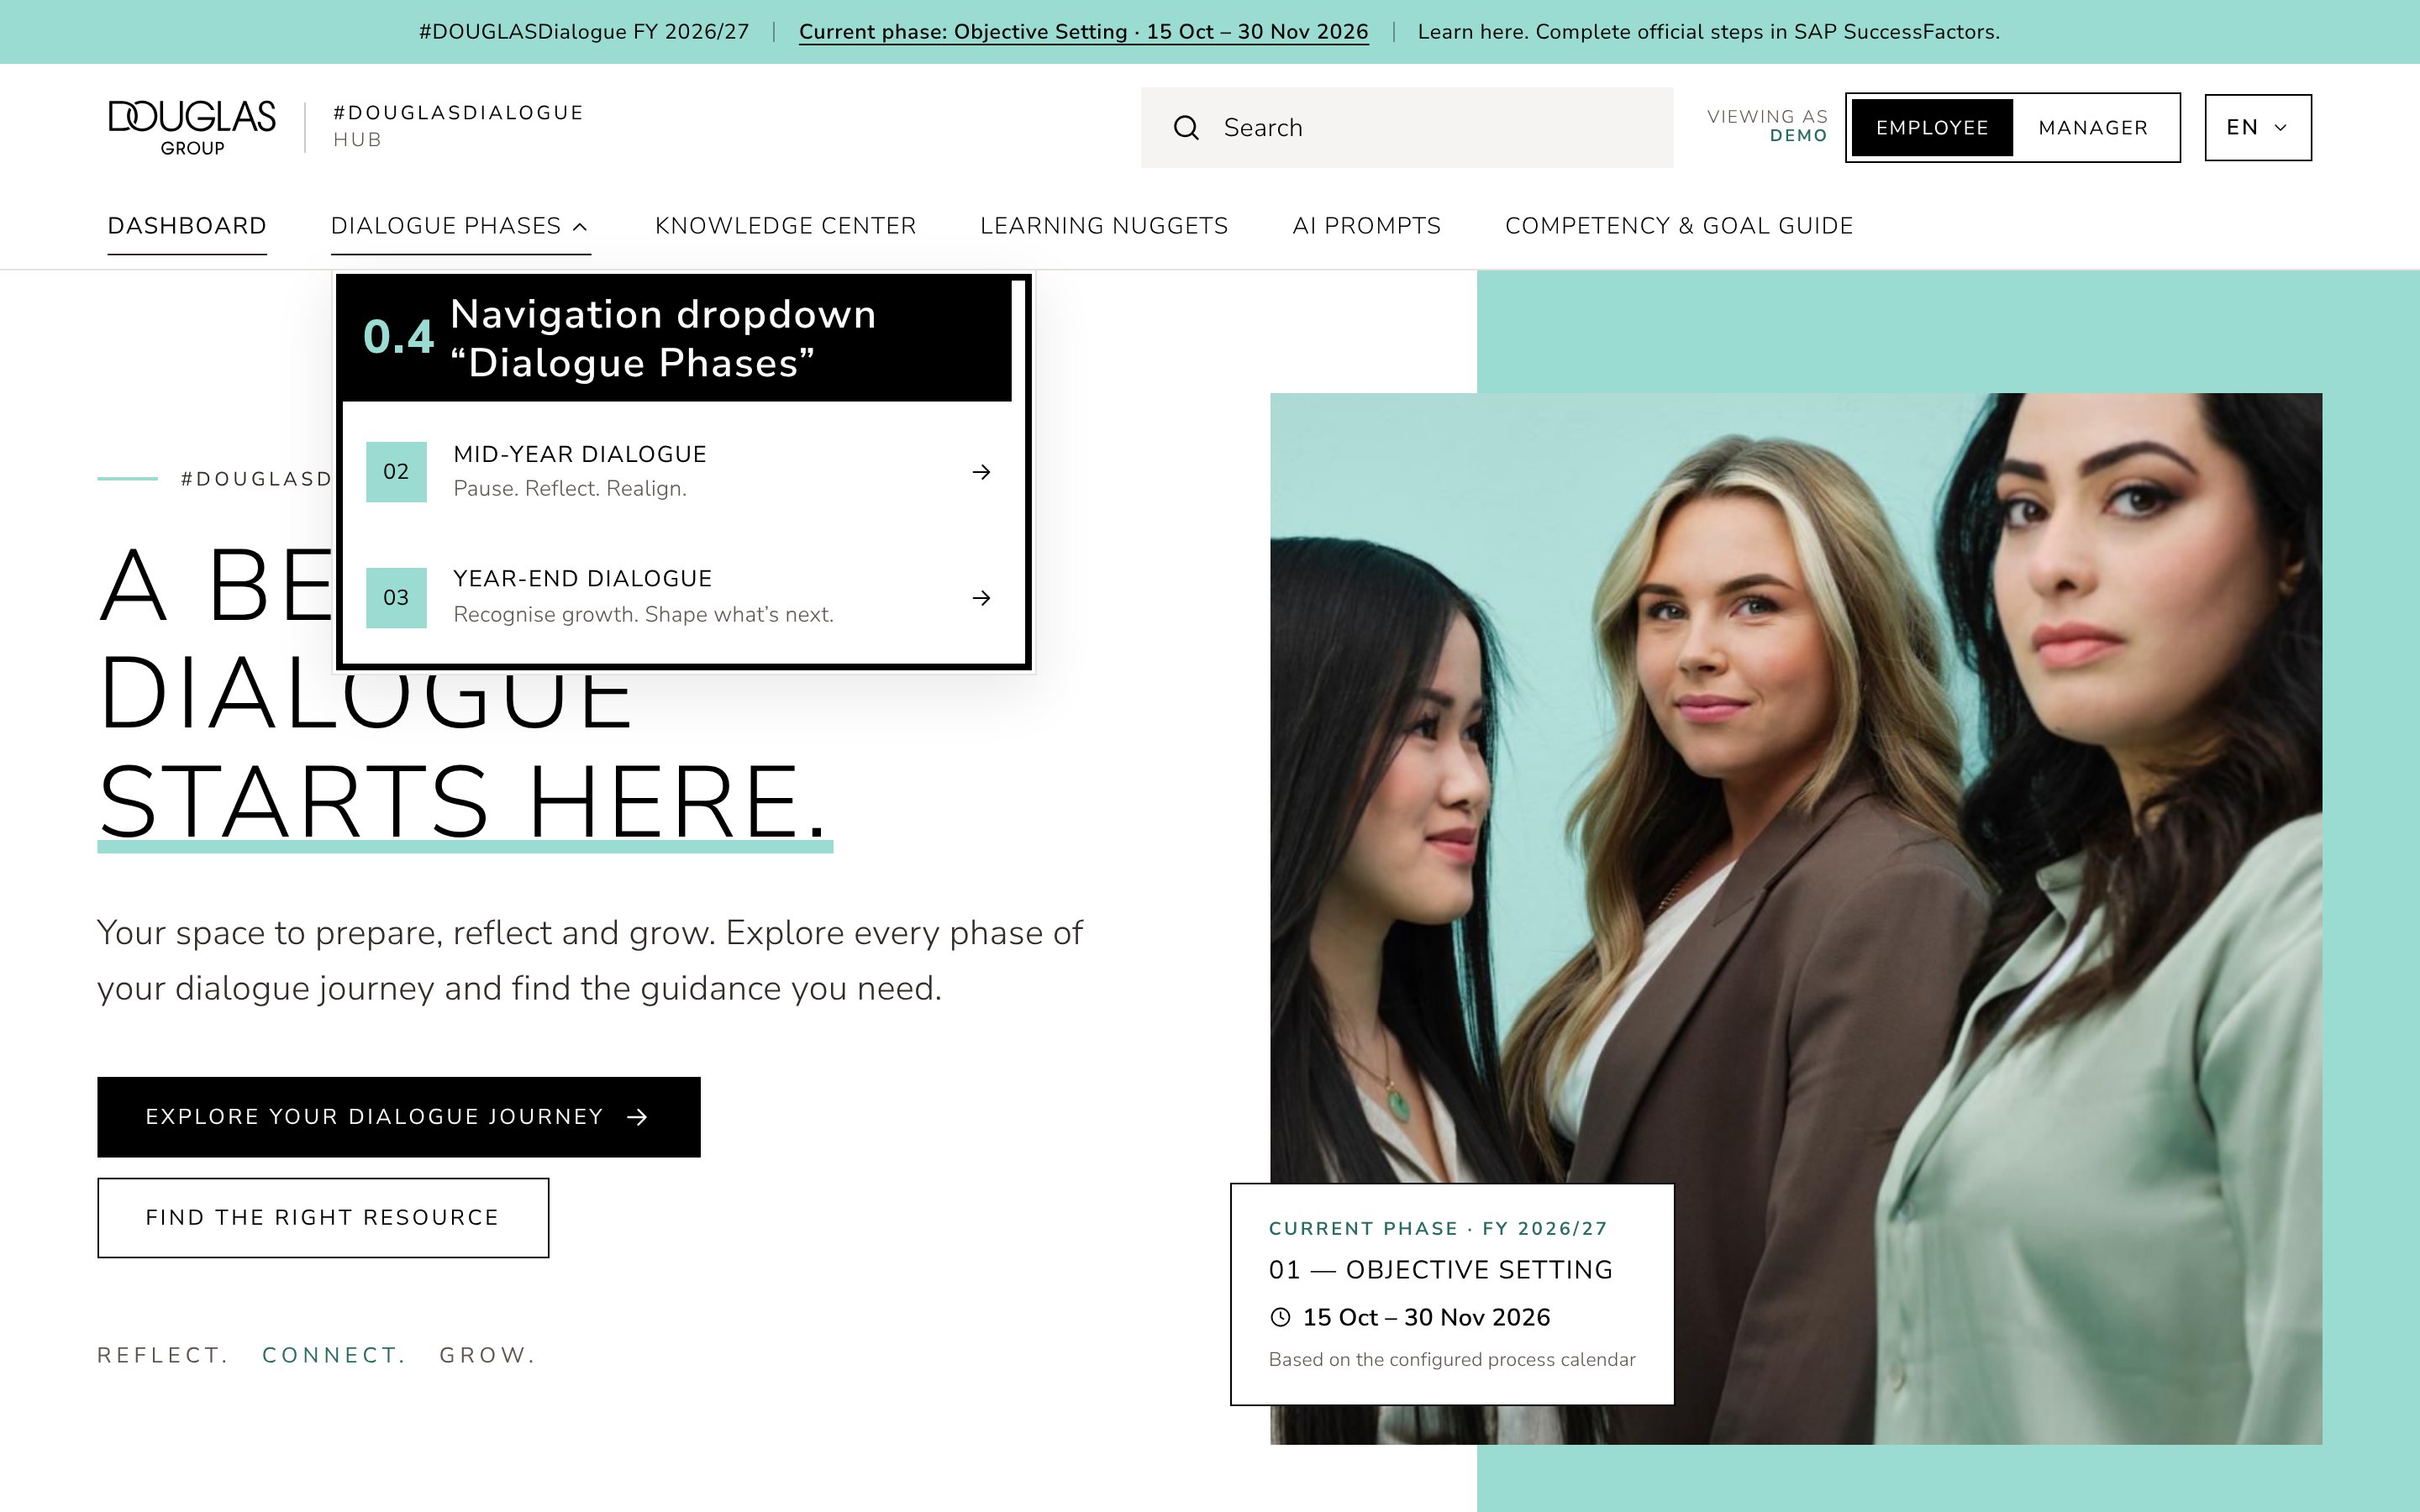 #DOUGLASDialogue FY 2026/27 | Current phase: Objective Setting · 15 Oct – 30 Nov 2026 | Learn here. Complete official steps in SAP SuccessFactors.
DOUGLAS
GROUP
#DOUGLASDIALOGUE
HUB
Search
VIEWING AS
DEMO
EMPLOYEE
MANAGER
EN
DASHBOARD
DIALOGUE PHASES
KNOWLEDGE CENTER
LEARNING NUGGETS
AI PROMPTS
COMPETENCY & GOAL GUIDE
0.4
Navigation dropdown
“Dialogue Phases”
02
MID-YEAR DIALOGUE
Pause. Reflect. Realign.
03
YEAR-END DIALOGUE
Recognise growth. Shape what’s next.
#DOUGLASD
A BE
DIALOGUE
STARTS HERE.
Your space to prepare, reflect and grow. Explore every phase of
your dialogue journey and find the guidance you need.
EXPLORE YOUR DIALOGUE JOURNEY
FIND THE RIGHT RESOURCE
REFLECT. CONNECT. GROW.
CURRENT PHASE · FY 2026/27
01 — OBJECTIVE SETTING
15 Oct – 30 Nov 2026
Based on the configured process calendar